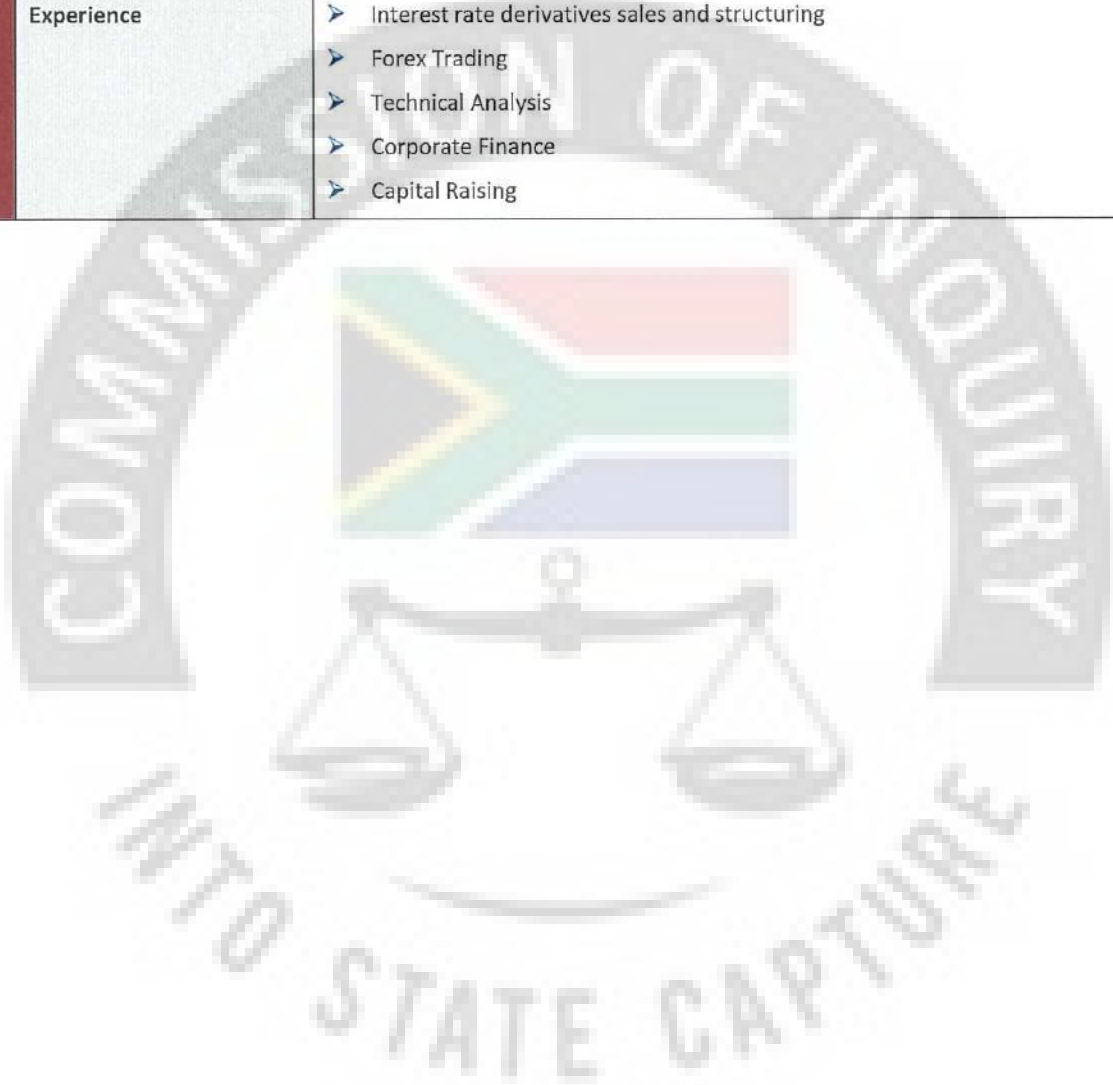 Experience
➢ Interest rate derivatives sales and structuring
➢ Forex Trading
➢ Technical Analysis
➢ Corporate Finance
➢ Capital Raising
COMMISSION OF INQUIRY
INTO STATE CAPTURE